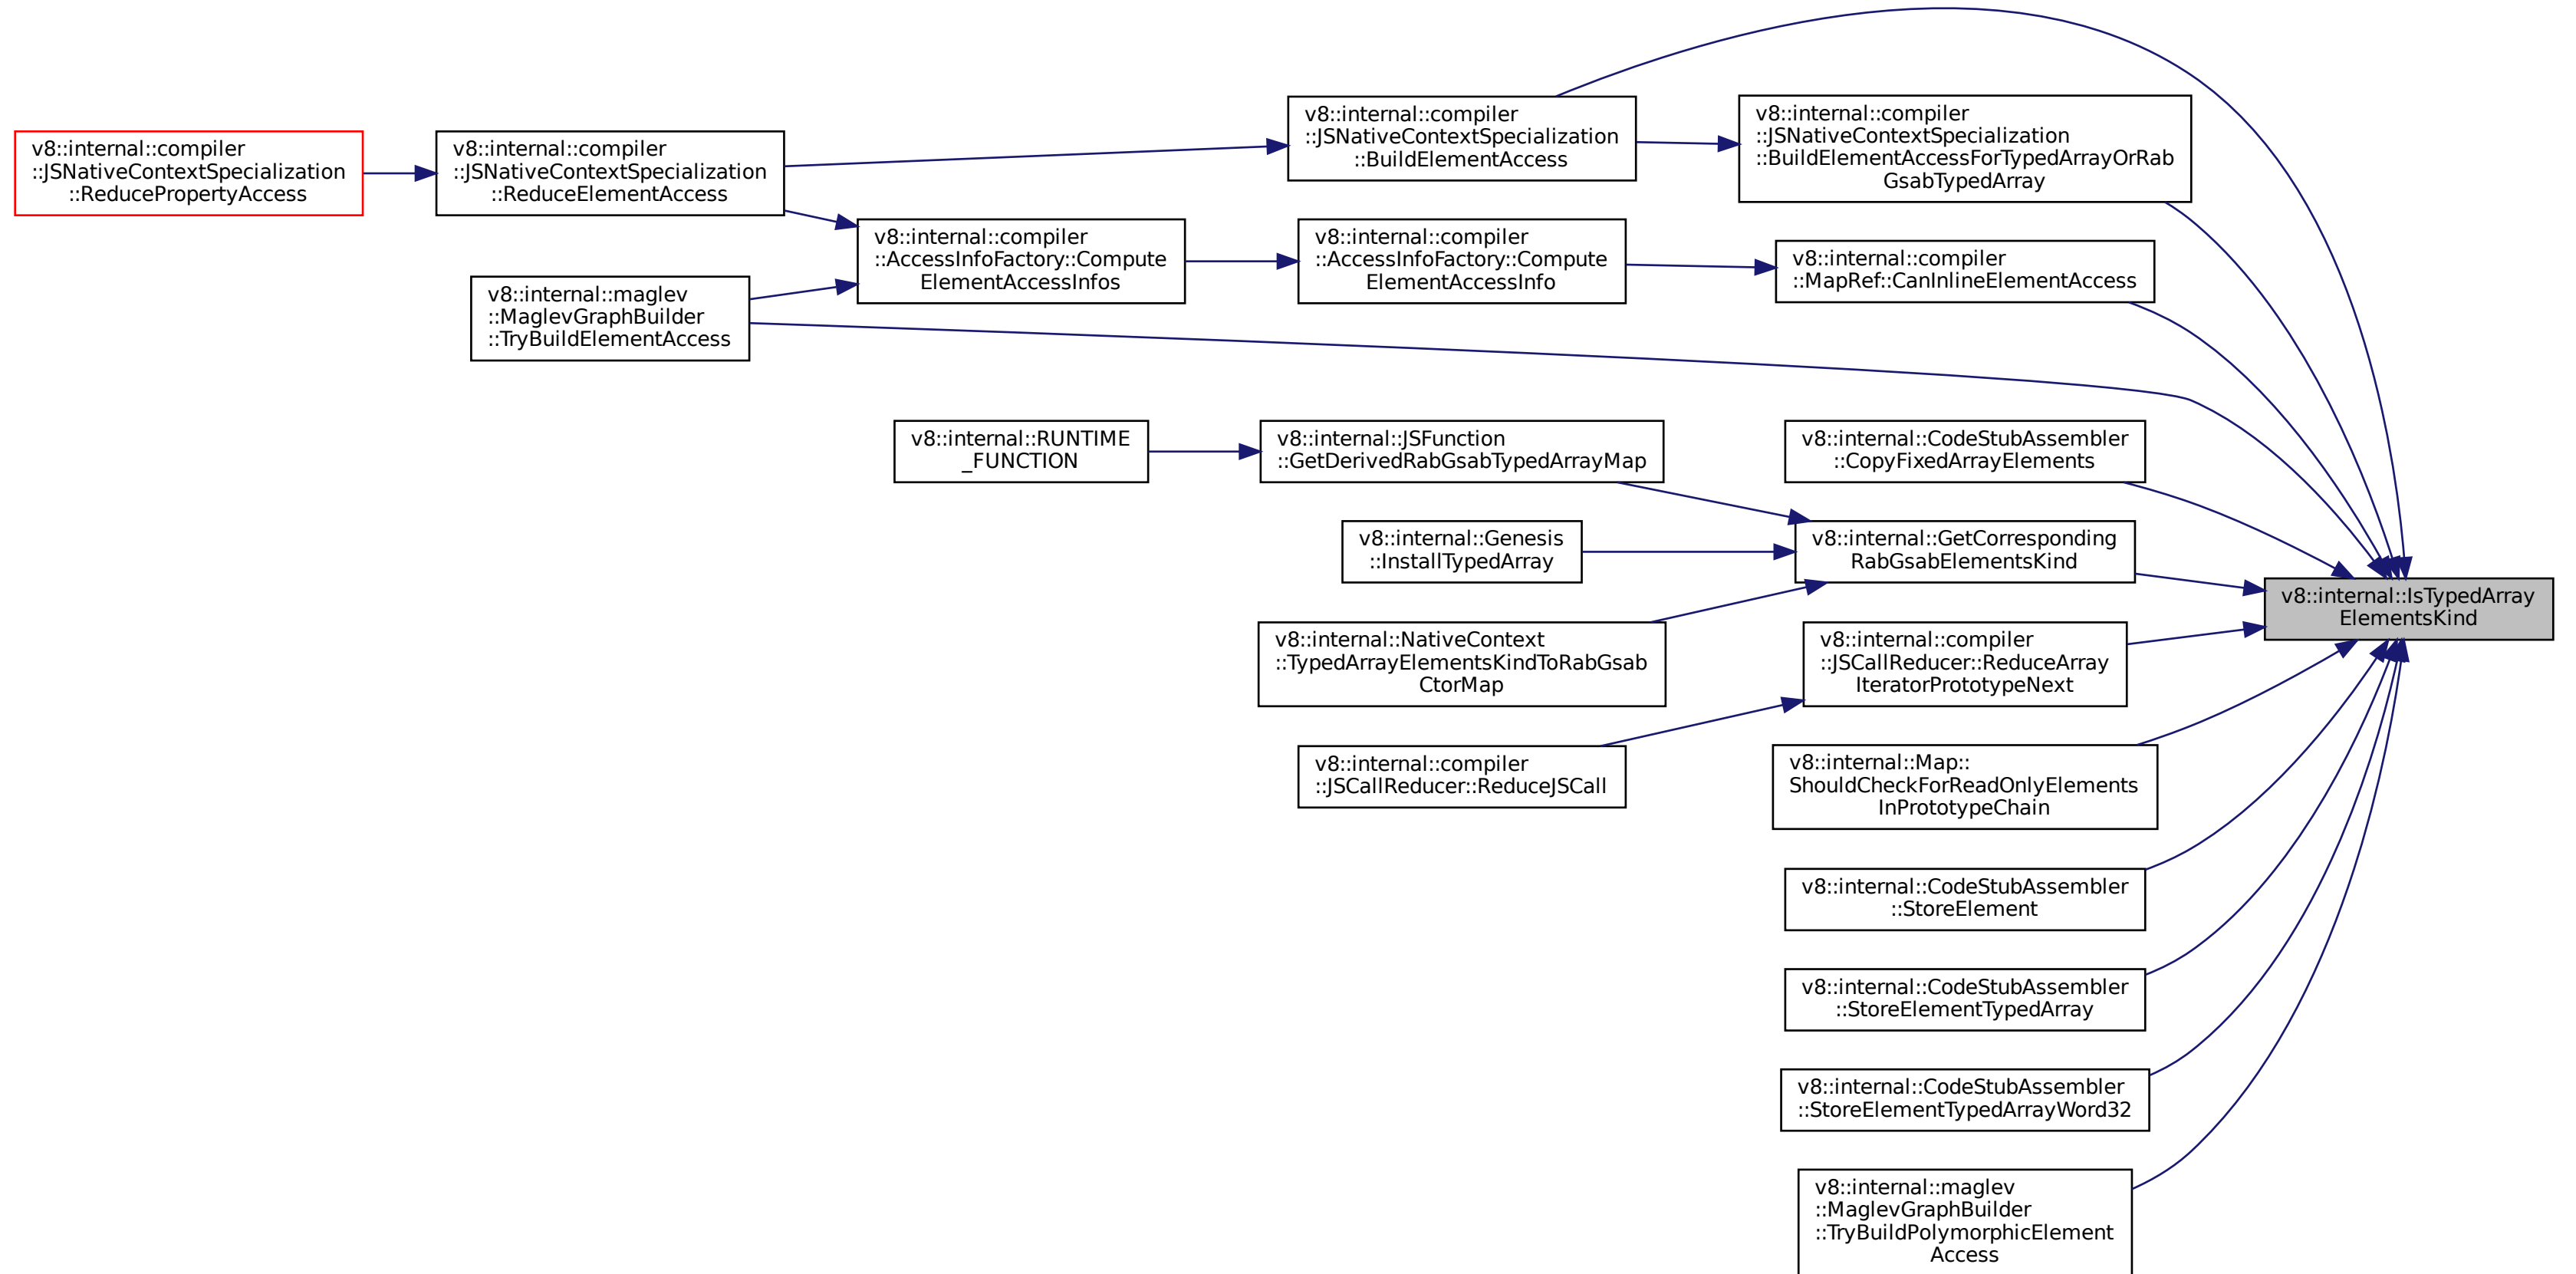 v8::internal::compiler
::JSNativeContextSpecialization
::BuildElementAccess
v8::internal::compiler
::JSNativeContextSpecialization
::BuildElementAccessForTypedArrayOrRab
GsabTypedArray
v8::internal::compiler
::JSNativeContextSpecialization
::ReducePropertyAccess
v8::internal::compiler
::JSNativeContextSpecialization
::ReduceElementAccess
v8::internal::compiler
::AccessInfoFactory::Compute
ElementAccessInfos
v8::internal::compiler
::AccessInfoFactory::Compute
ElementAccessInfo
v8::internal::compiler
::MapRef::CanInlineElementAccess
v8::internal::maglev
::MaglevGraphBuilder
::TryBuildElementAccess
v8::internal::RUNTIME
_FUNCTION
v8::internal::JSFunction
::GetDerivedRabGsabTypedArrayMap
v8::internal::CodeStubAssembler
::CopyFixedArrayElements
v8::internal::Genesis
::InstallTypedArray
v8::internal::GetCorresponding
RabGsabElementsKind
v8::internal::IsTypedArray
ElementsKind
v8::internal::NativeContext
::TypedArrayElementsKindToRabGsab
CtorMap
v8::internal::compiler
::JSCallReducer::ReduceArray
IteratorPrototypeNext
v8::internal::compiler
::JSCallReducer::ReduceJSCall
v8::internal::Map::
ShouldCheckForReadOnlyElements
InPrototypeChain
v8::internal::CodeStubAssembler
::StoreElement
v8::internal::CodeStubAssembler
::StoreElementTypedArray
v8::internal::CodeStubAssembler
::StoreElementTypedArrayWord32
v8::internal::maglev
::MaglevGraphBuilder
::TryBuildPolymorphicElement
Access